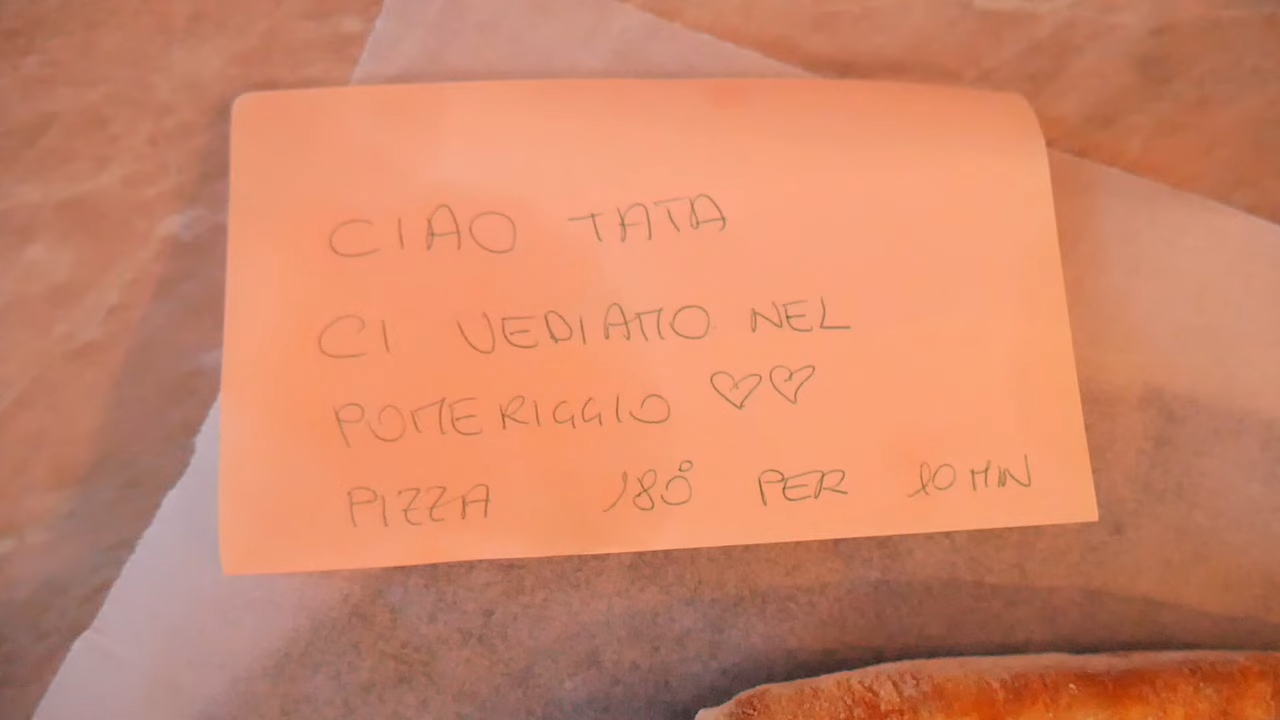 CIAO TATA
CI VEDIAMO NEL
POMERIGGIO ♡♡
PIZZA 180° PER 10 MIN